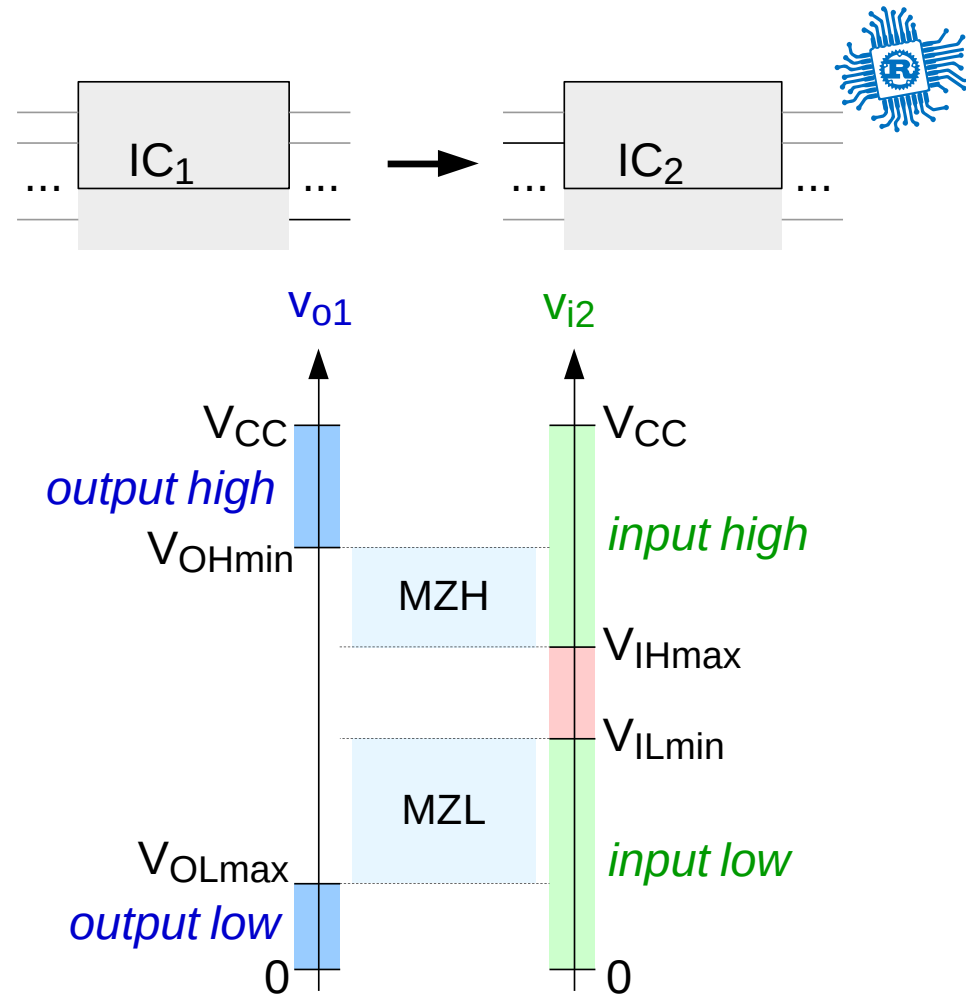 R
IC1
IC2
... ... ... ...
vo1
vi2
VCC
VCC
output high
input high
VOHmin
MZH
VIHmax
VILmin
MZL
VOLmax
input low
output low
0
0